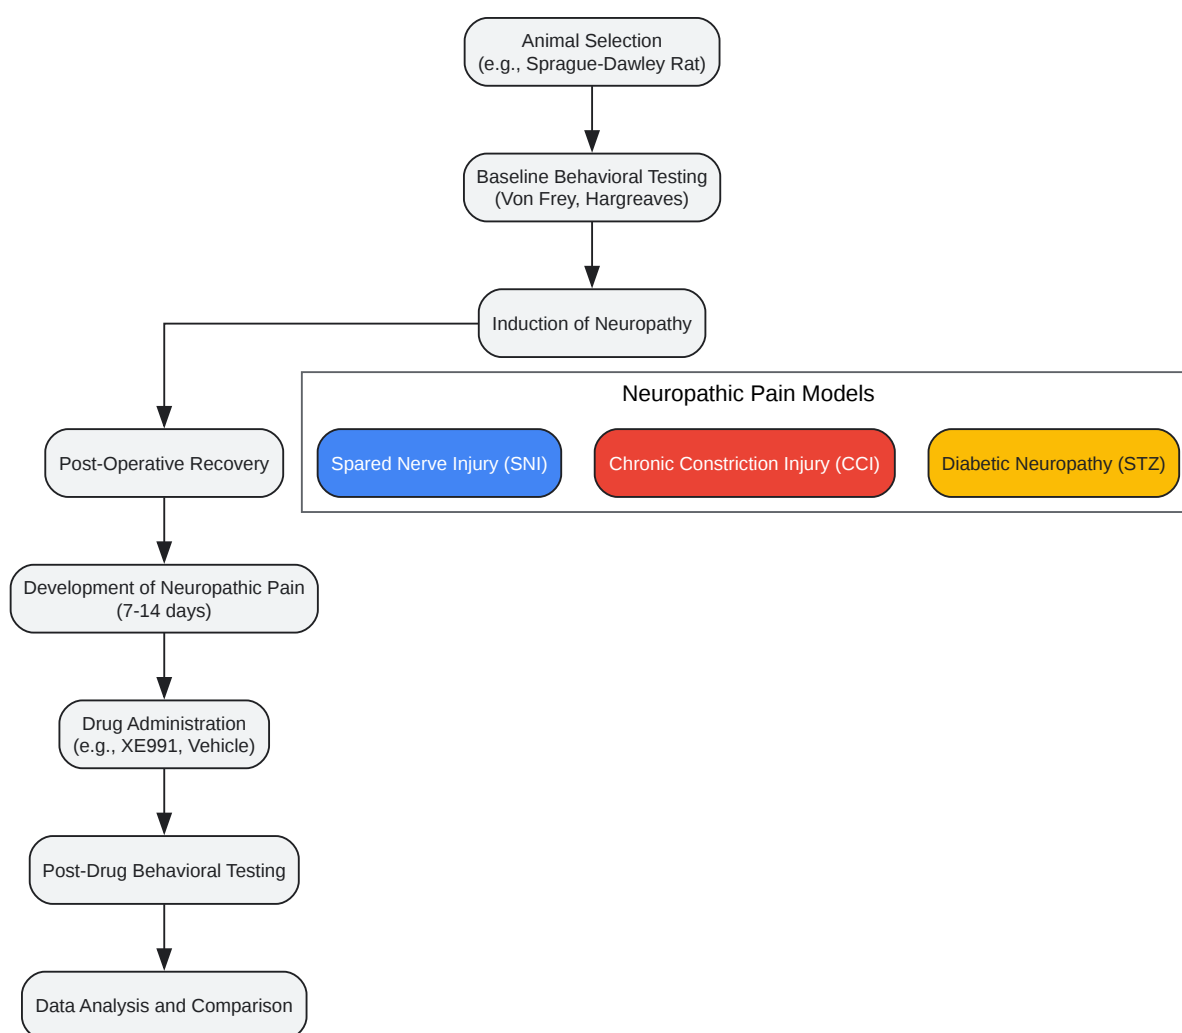 Animal Selection
(e.g., Sprague-Dawley Rat)
Baseline Behavioral Testing
(Von Frey, Hargreaves)
Induction of Neuropathy
Neuropathic Pain Models
Spared Nerve Injury (SNI)
Chronic Constriction Injury (CCI)
Diabetic Neuropathy (STZ)
Post-Operative Recovery
Development of Neuropathic Pain
(7-14 days)
Drug Administration
(e.g., XE991, Vehicle)
Post-Drug Behavioral Testing
Data Analysis and Comparison